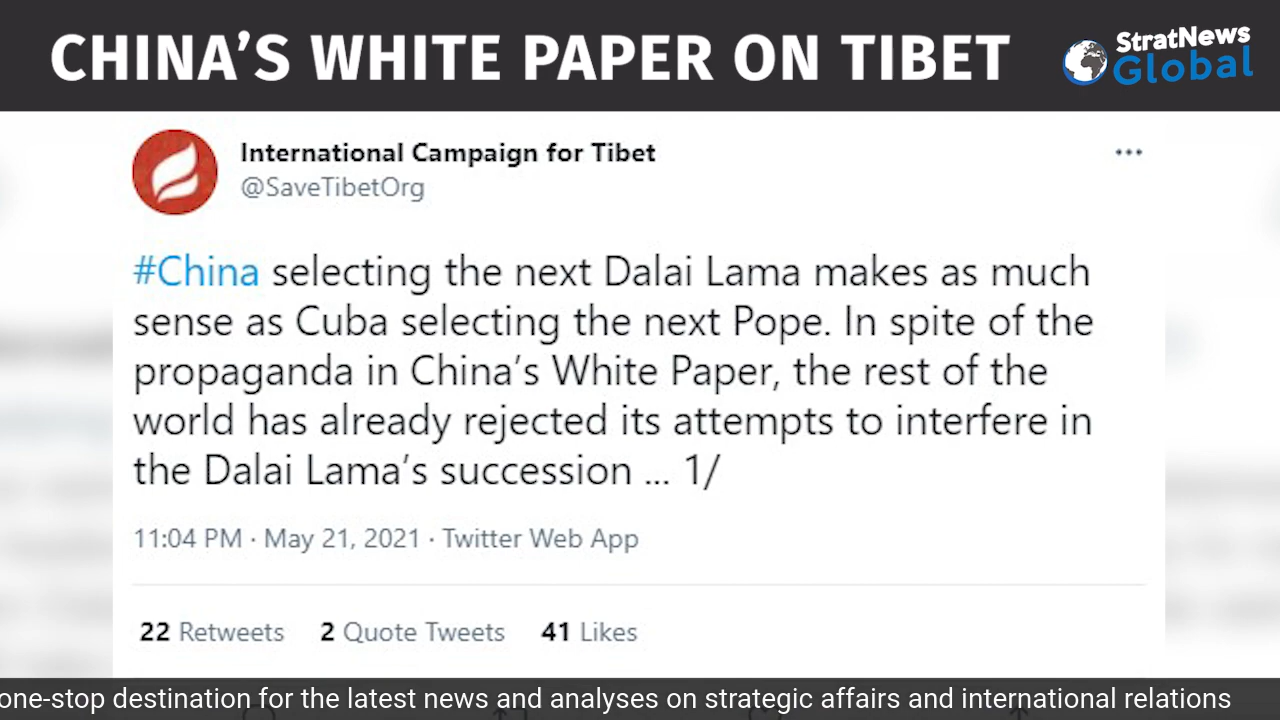 CHINA'S WHITE PAPER ON TIBET
StratNews
Global
International Campaign for Tibet
@SaveTibetOrg
#China selecting the next Dalai Lama makes as much
sense as Cuba selecting the next Pope. In spite of the
propaganda in China's White Paper, the rest of the
world has already rejected its attempts to interfere in
the Dalai Lama's succession ... 1/
11:04 PM · May 21, 2021 · Twitter Web App
22 Retweets 2 Quote Tweets 41 Likes
one-stop destination for the latest news and analyses on strategic affairs and international relations